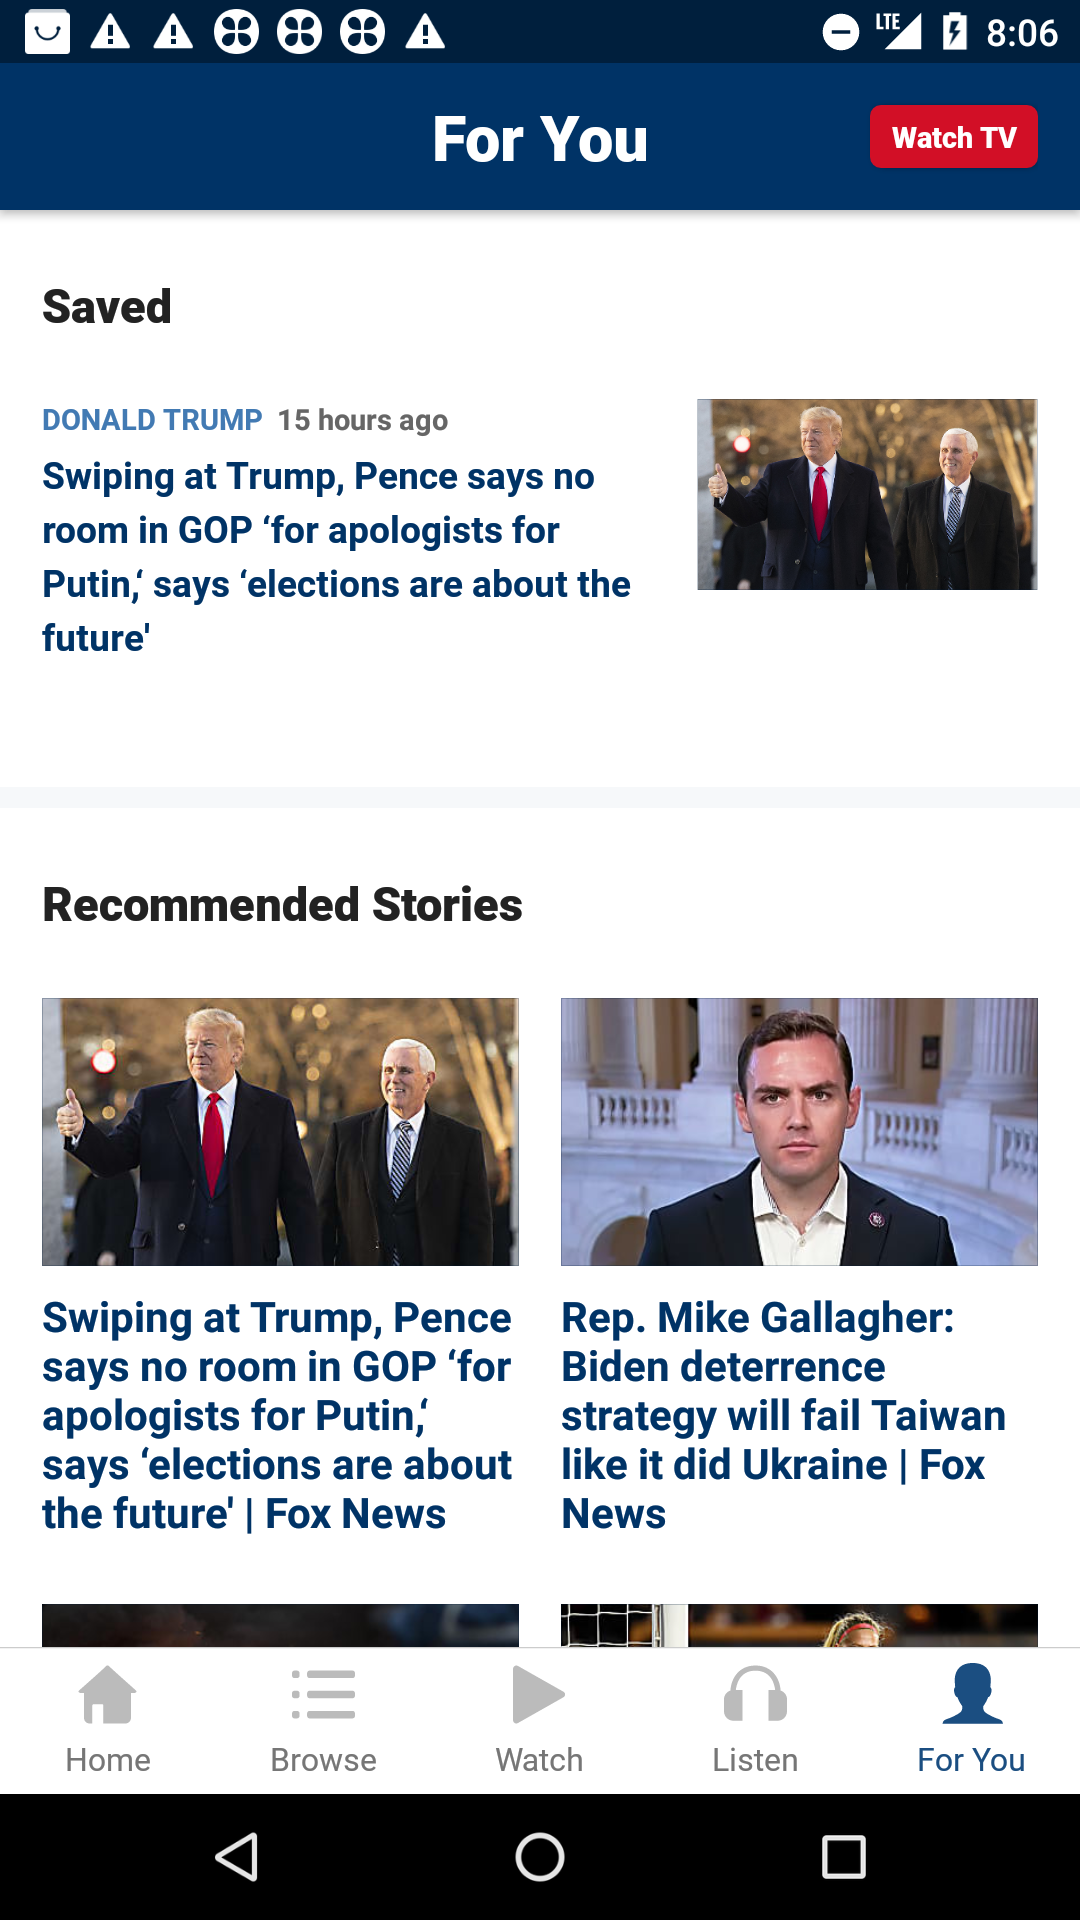 LTE 8:06
For You
Watch TV
Saved
DONALD TRUMP 15 hours ago
Swiping at Trump, Pence says no
room in GOP ‘for apologists for
Putin,‘ says ‘elections are about the
future'
Recommended Stories
Swiping at Trump, Pence
says no room in GOP ‘for
apologists for Putin,‘
says ‘elections are about
the future' | Fox News
Rep. Mike Gallagher:
Biden deterrence
strategy will fail Taiwan
like it did Ukraine | Fox
News
Home
Browse
Watch
Listen
For You